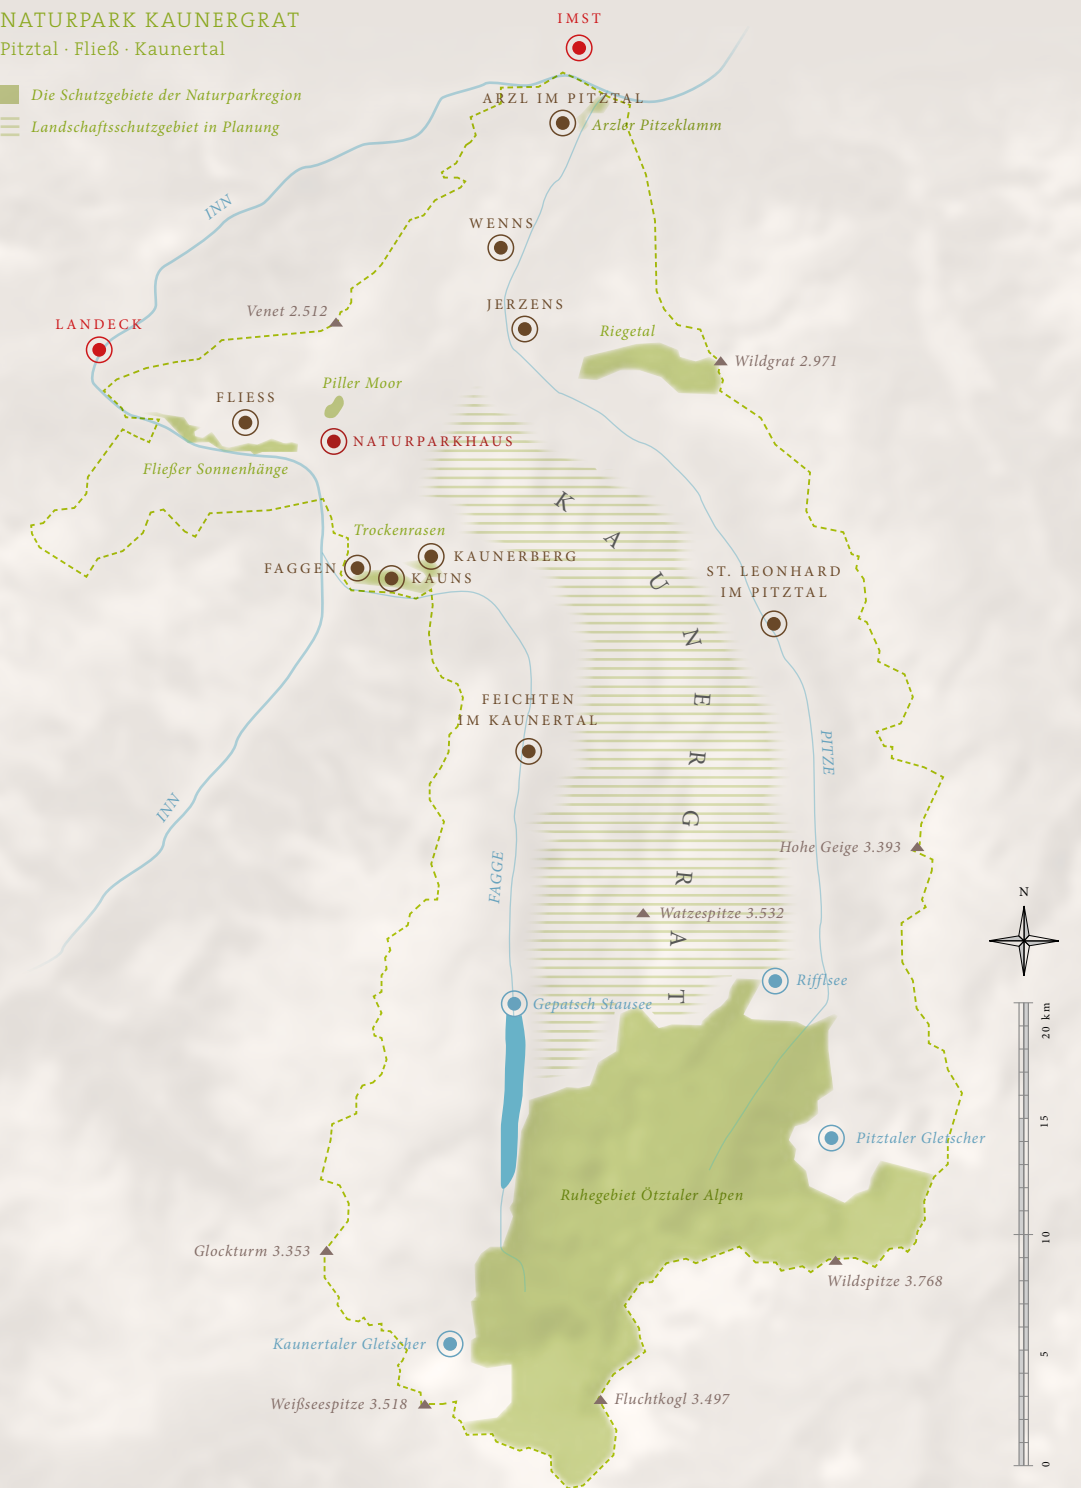 NATURPARK KAUNERGRAT
Pitztal · Fließ · Kaunertal
Die Schutzgebiete der Naturparkregion
Landschaftsschutzgebiet in Planung
IMST
ARZL IM PITZTAL
Arzler Pitzeklamm
INN
WENNS
JERZENS
Venet 2.512
LANDECK
Riegetal
Wildgrat 2.971
Piller Moor
FLIESS
NATURPARKHAUS
Fließer Sonnenhänge
KAUNERGRAT
Trockenrasen
KAUNERBERG
FAGGEN
KAUNS
ST. LEONHARD
IM PITZTAL
FEICHTEN
IM KAUNERTAL
PITZE
INN
Hohe Geige 3.393
FAGGE
N
Watzespitze 3.532
Rifflsee
Gepatsch Stausee
20 km
15
Pitztaler Gletscher
Ruhegebiet Ötztaler Alpen
10
Glockturm 3.353
Wildspitze 3.768
Kaunertaler Gletscher
5
Fluchtkogl 3.497
Weißseespitze 3.518
0